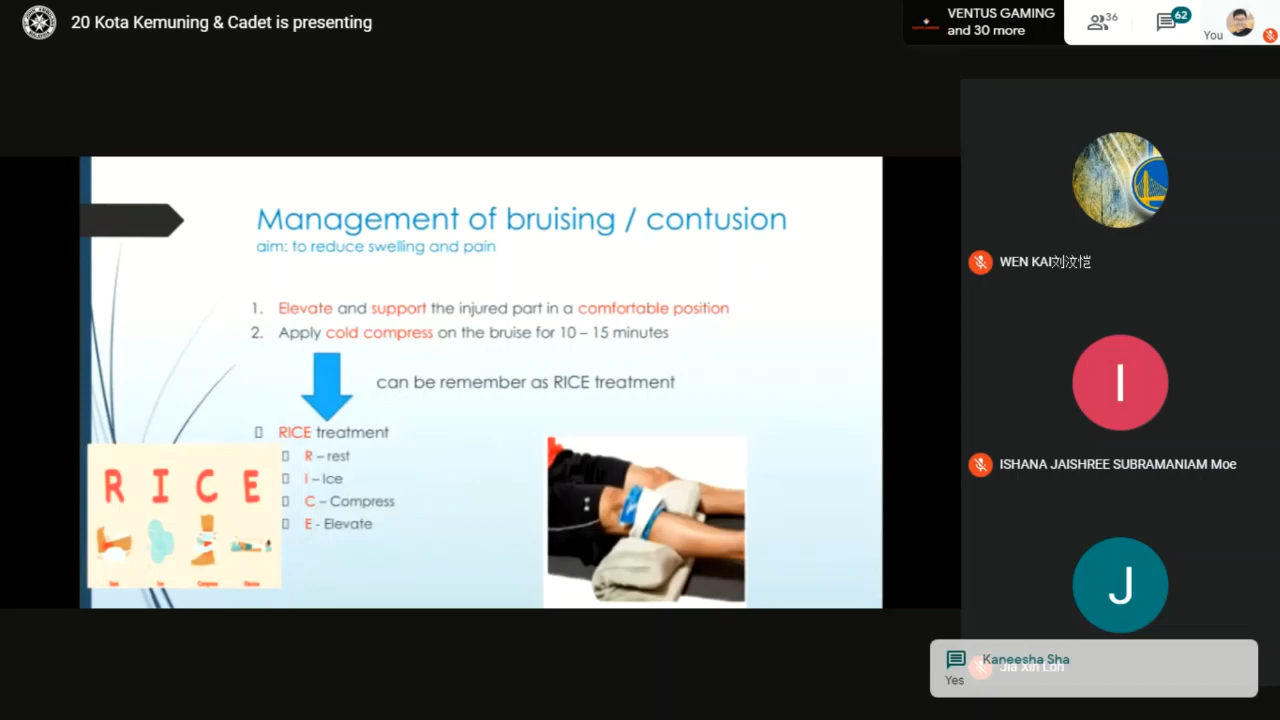 20 Kota Kemuning & Cadet is presenting
VENTUS GAMING
and 30 more
36
62
You
Management of bruising / contusion
aim: to reduce swelling and pain
1. Elevate and support the injured part in a comfortable position
2. Apply cold compress on the bruise for 10 – 15 minutes
can be remember as RICE treatment
RICE treatment
R – rest
I – Ice
C – Compress
E - Elevate
R I C E
WEN KAI刘汶恺
I
ISHANA JAISHREE SUBRAMANIAM Moe
J
Jia Xin Loh
Kaneesha Sha
Yes